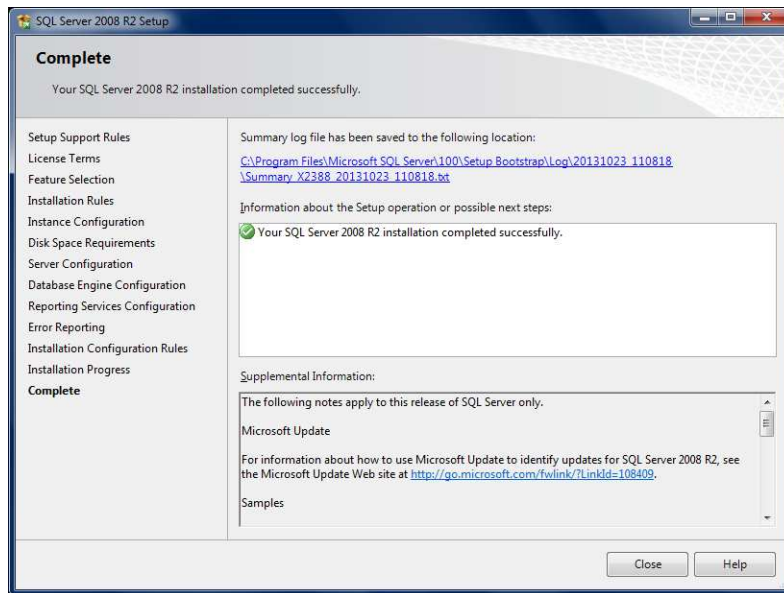 SQL Server 2008 R2 Setup
Complete
Your SQL Server 2008 R2 installation completed successfully.
Setup Support Rules
License Terms
Feature Selection
Installation Rules
Instance Configuration
Disk Space Requirements
Server Configuration
Database Engine Configuration
Reporting Services Configuration
Error Reporting
Installation Configuration Rules
Installation Progress
Complete
Summary log file has been saved to the following location:
C:\Program Files\Microsoft SQL Server\100\Setup Bootstrap\Log\20131023_110818
\Summary_X2388_20131023_110818.txt
Information about the Setup operation or possible next steps:
Your SQL Server 2008 R2 installation completed successfully.
Supplemental Information:
The following notes apply to this release of SQL Server only.
Microsoft Update
For information about how to use Microsoft Update to identify updates for SQL Server 2008 R2, see
the Microsoft Update Web site at http://go.microsoft.com/fwlink/?LinkId=108409.
Samples
Close
Help